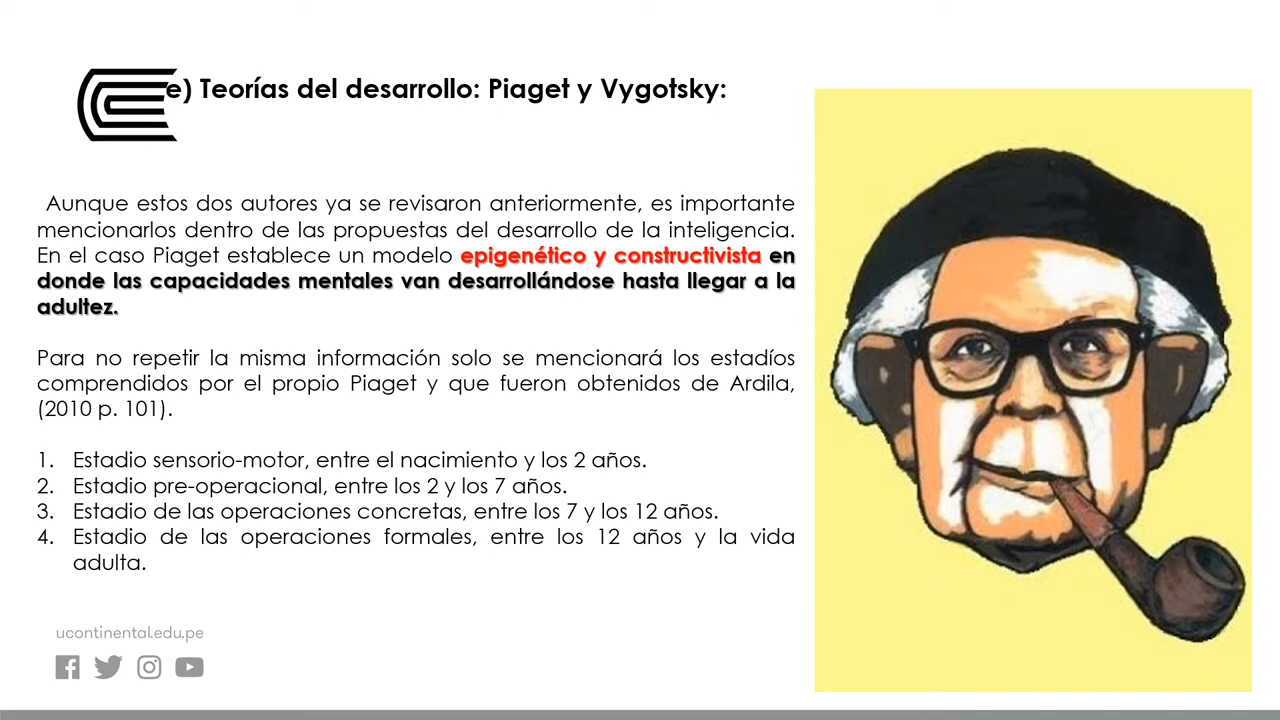 e) Teorías del desarrollo: Piaget y Vygotsky:
Aunque estos dos autores ya se revisaron anteriormente, es importante
mencionarlos dentro de las propuestas del desarrollo de la inteligencia.
En el caso Piaget establece un modelo epigenético y constructivista en
donde las capacidades mentales van desarrollándose hasta llegar a la
adultez.
Para no repetir la misma información solo se mencionará los estadíos
comprendidos por el propio Piaget y que fueron obtenidos de Ardila,
(2010 p. 101).
1. Estadio sensorio-motor, entre el nacimiento y los 2 años.
2. Estadio pre-operacional, entre los 2 y los 7 años.
3. Estadio de las operaciones concretas, entre los 7 y los 12 años.
4. Estadio de las operaciones formales, entre los 12 años y la vida
adulta.
ucontinental.edu.pe